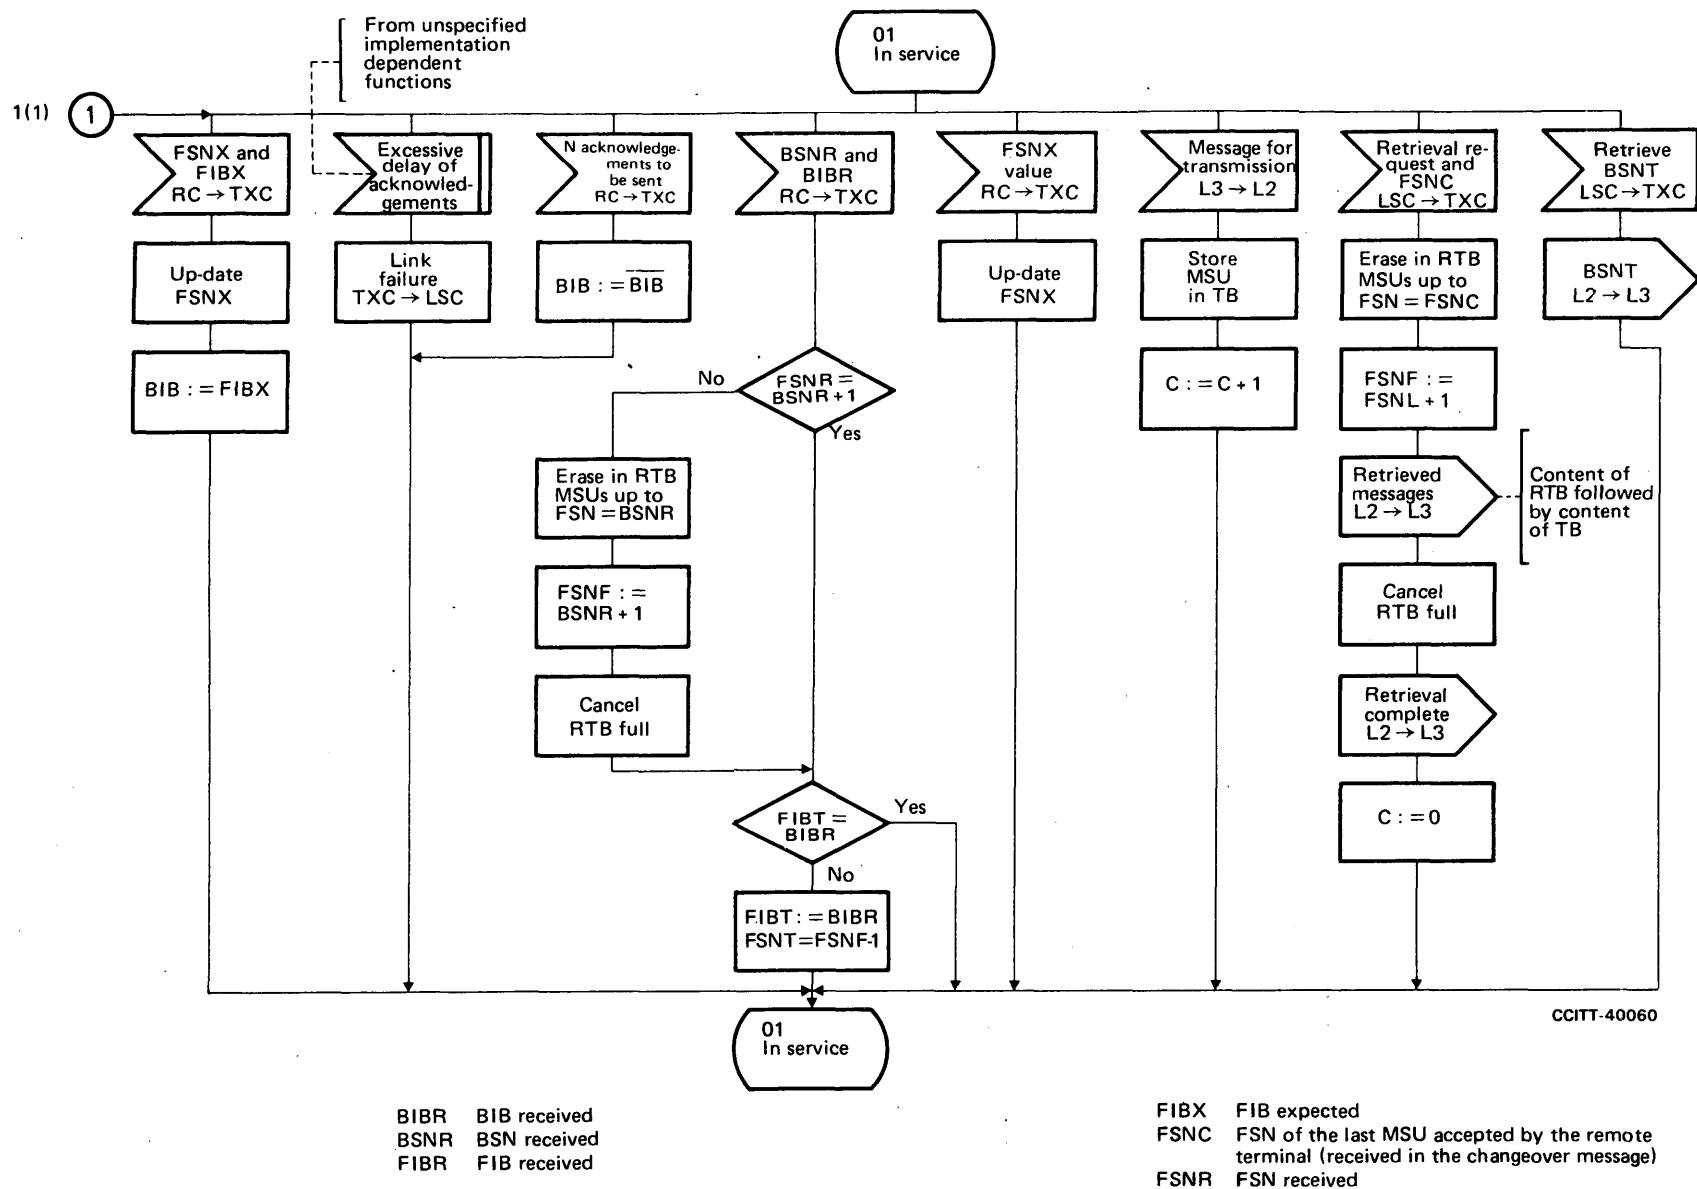 From unspecified
implementation
dependent
functions
01
In service
1(1)
1
FSNX and
FIBX
RC → TXC
Excessive
delay of
acknowled-
gements
N acknowledge-
ments to
be sent
RC → TXC
BSNR and
BIBR
RC → TXC
FSNX
value
RC → TXC
Message for
transmission
L3 → L2
Retrieval re-
quest and
FSNC
LSC → TXC
Retrieve
BSNT
LSC → TXC
Up-date
FSNX
Link
failure
TXC → LSC
BIB : = B̅I̅B̅
Up-date
FSNX
Store
MSU
in TB
Erase in RTB
MSUs up to
FSN = FSNC
BSNT
L2 → L3
BIB : = FIBX
No
FSNR =
BSNR + 1
Yes
C : = C + 1
FSNF : =
FSNL + 1
Erase in RTB
MSUs up to
FSN = BSNR
Retrieved
messages
L2 → L3
Content of
RTB followed
by content
of TB
FSNF : =
BSNR + 1
Cancel
RTB full
Cancel
RTB full
Retrieval
complete
L2 → L3
FIBT =
BIBR
Yes
No
C : = 0
FIBT : = BIBR
FSNT = FSNF-1
01
In service
CCITT-40060
BIBR BIB received
BSNR BSN received
FIBR FIB received
FIBX FIB expected
FSNC FSN of the last MSU accepted by the remote
terminal (received in the changeover message)
FSNR FSN received